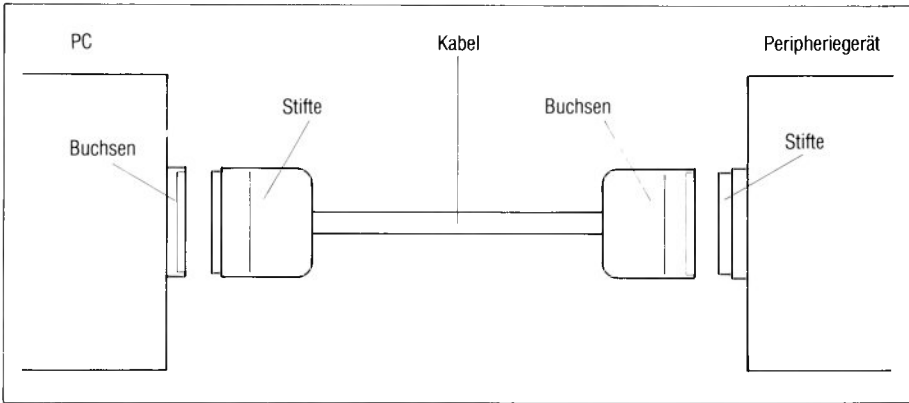 PC
Kabel
Peripheriegerät
Stifte
Buchsen
Buchsen
Stifte